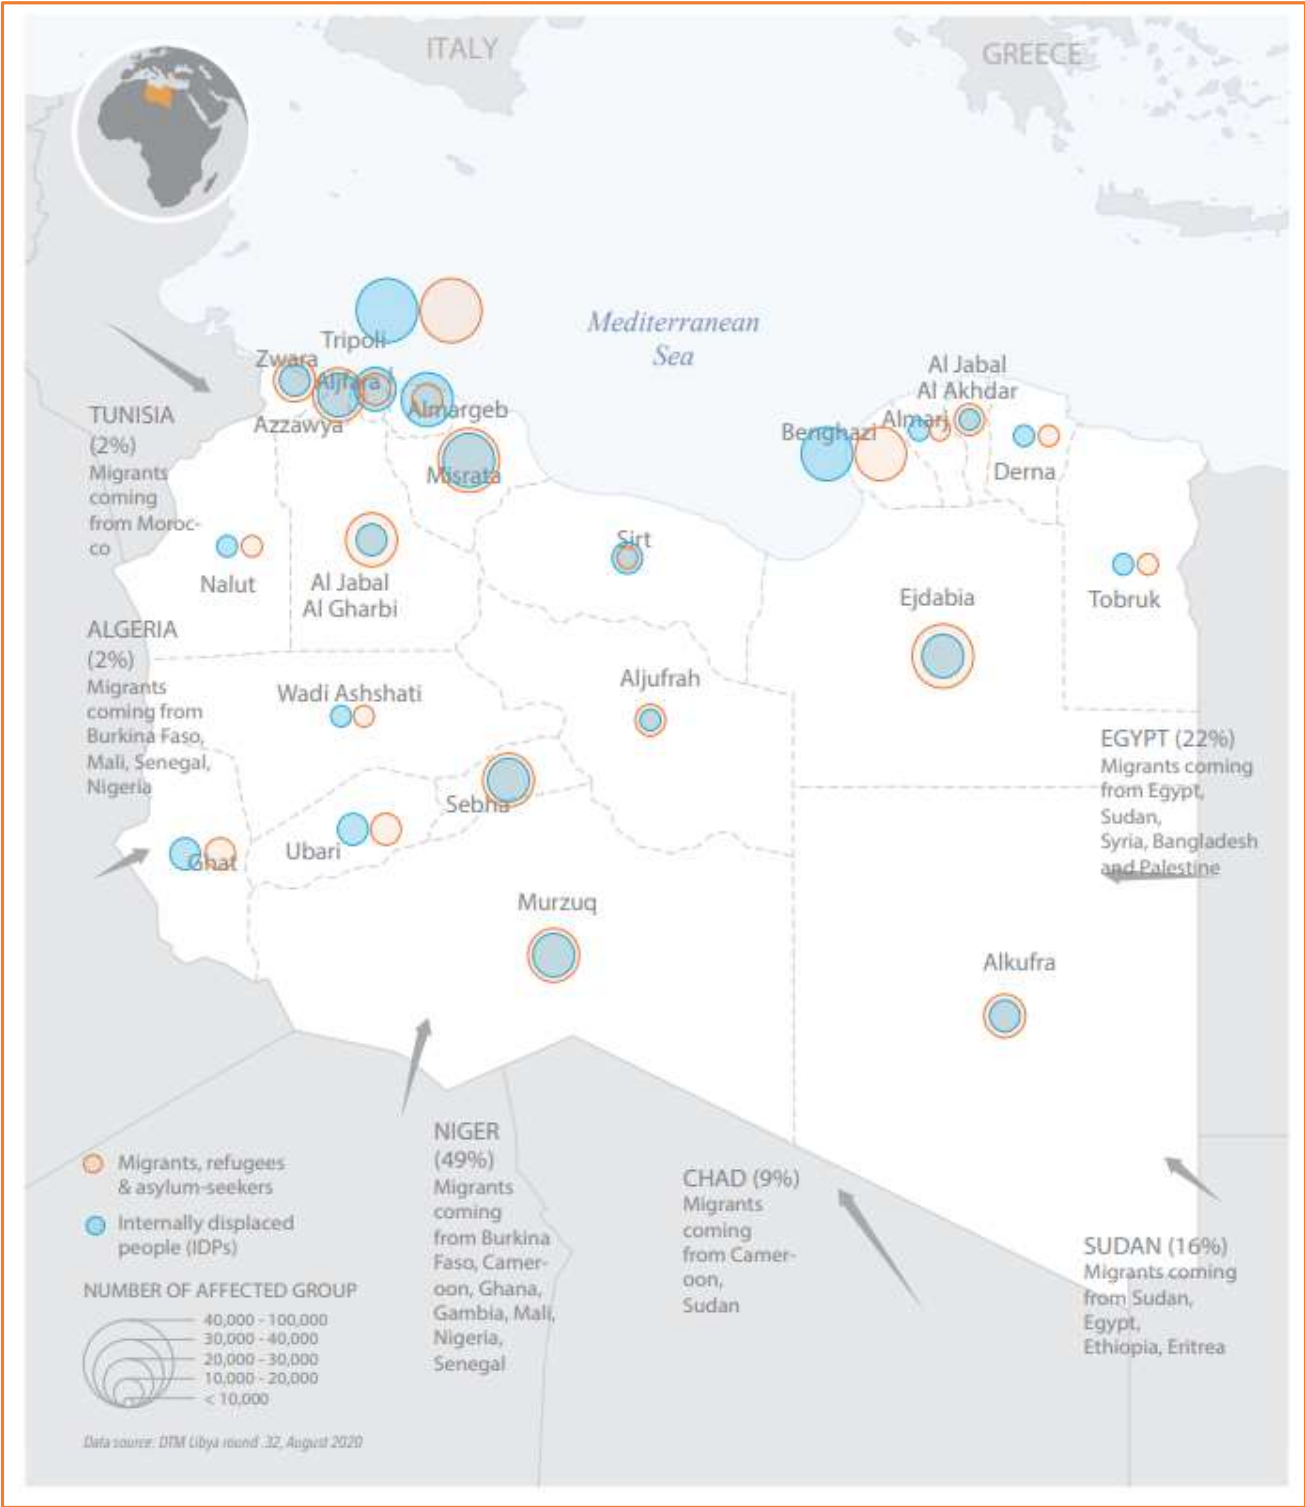 ITALY
GREECE
Mediterranean
Sea
Tripoli
Zwara
Aljfara
Azzawya
Almargeb
Misrata
Al Jabal
Al Akhdar
Almarj
Benghazi
Derna
TUNISIA
(2%)
Migrants
coming
from Moroc-
co
Nalut
Al Jabal
Al Gharbi
Sirt
Ejdabia
Tobruk
ALGERIA
(2%)
Migrants
coming from
Burkina Faso,
Mali, Senegal,
Nigeria
Wadi Ashshati
Aljufrah
Sebha
Ubari
Ghat
EGYPT (22%)
Migrants coming
from Egypt,
Sudan,
Syria, Bangladesh
and Palestine
Murzuq
Alkufra
NIGER
(49%)
Migrants
coming
from Burkina
Faso, Camer-
oon, Ghana,
Gambia, Mali,
Nigeria,
Senegal
CHAD (9%)
Migrants
coming
from Camer-
oon,
Sudan
SUDAN (16%)
Migrants coming
from Sudan,
Egypt,
Ethiopia, Eritrea
Migrants, refugees
& asylum-seekers
Internally displaced
people (IDPs)
NUMBER OF AFFECTED GROUP
40,000 - 100,000
30,000 - 40,000
20,000 - 30,000
10,000 - 20,000
< 10,000
Data source: DTM Libya round .32, August 2020